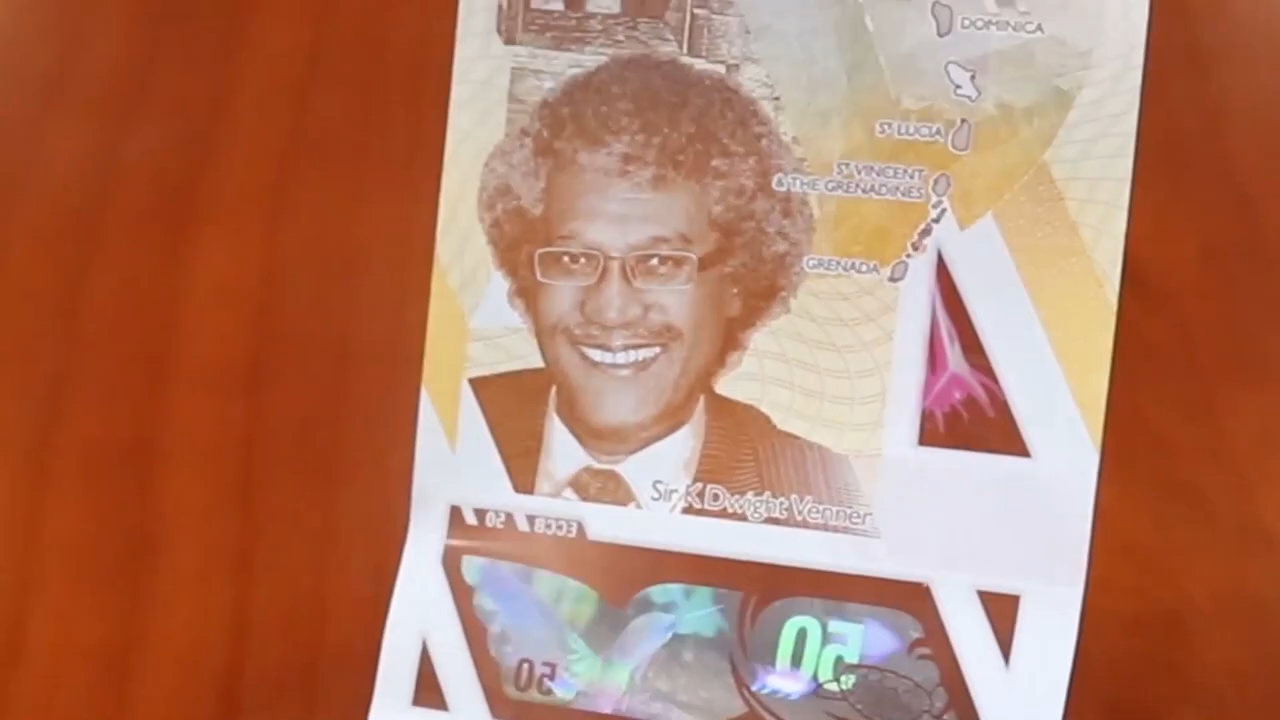 DOMINICA
ST LUCIA
ST VINCENT
& THE GRENADINES
GRENADA
Sir K Dwight Venner
50 ECCB
50
50